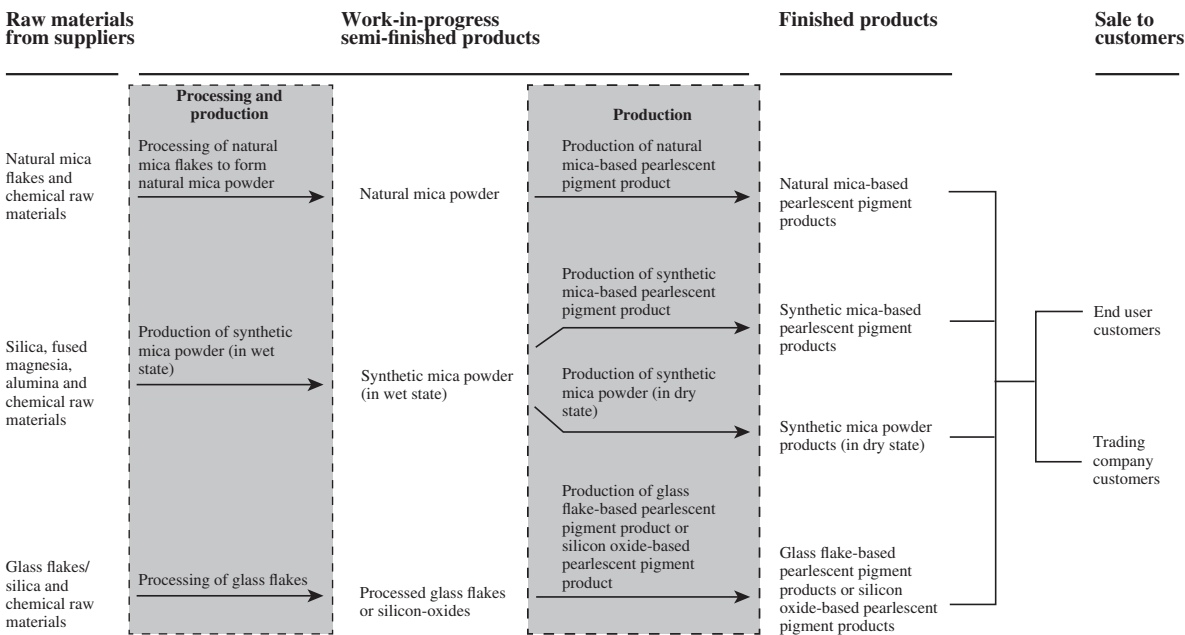 Raw materials
from suppliers
Work-in-progress
semi-finished products
Finished products
Sale to
customers
Processing and
production
Production
Natural mica
flakes and
chemical raw
materials
Processing of natural
mica flakes to form
natural mica powder
Natural mica powder
Production of natural
mica-based pearlescent
pigment product
Natural mica-based
pearlescent pigment
products
Silica, fused
magnesia,
alumina and
chemical raw
materials
Production of synthetic
mica powder (in wet
state)
Synthetic mica powder
(in wet state)
Production of synthetic
mica-based pearlescent
pigment product
Synthetic mica-based
pearlescent pigment
products
Production of synthetic
mica powder (in dry
state)
Synthetic mica powder
products (in dry state)
End user
customers
Trading
company
customers
Glass flakes/
silica and
chemical raw
materials
Processing of glass flakes
Processed glass flakes
or silicon-oxides
Production of glass
flake-based pearlescent
pigment product or
silicon oxide-based
pearlescent pigment
product
Glass flake-based
pearlescent pigment
products or silicon
oxide-based pearlescent
pigment products